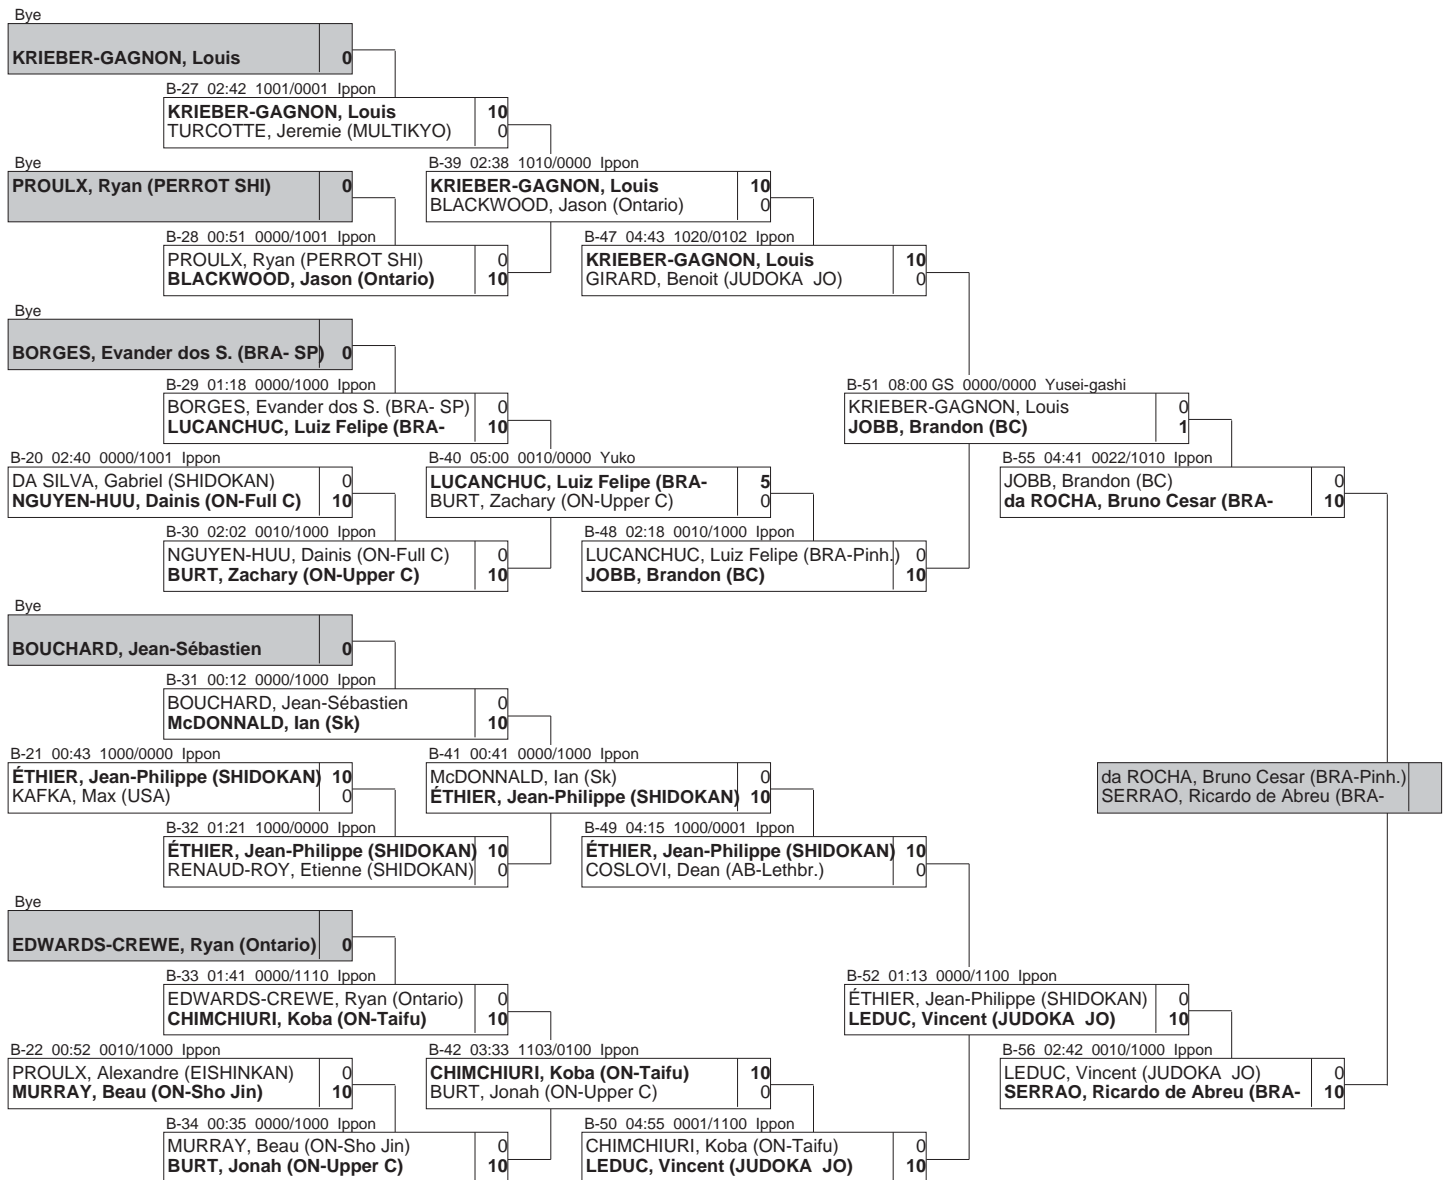 Bye
KRIEBER-GAGNON, Louis 0
B-27 02:42 1001/0001 Ippon
KRIEBER-GAGNON, Louis 10
TURCOTTE, Jeremie (MULTIKYO) 0
Bye
PROULX, Ryan (PERROT SHI) 0
B-39 02:38 1010/0000 Ippon
KRIEBER-GAGNON, Louis 10
BLACKWOOD, Jason (Ontario) 0
B-28 00:51 0000/1001 Ippon
PROULX, Ryan (PERROT SHI) 0
BLACKWOOD, Jason (Ontario) 10
B-47 04:43 1020/0102 Ippon
KRIEBER-GAGNON, Louis 10
GIRARD, Benoit (JUDOKA JO) 0
Bye
BORGES, Evander dos S. (BRA- SP) 0
B-29 01:18 0000/1000 Ippon
BORGES, Evander dos S. (BRA- SP) 0
LUCANCHUC, Luiz Felipe (BRA- 10
B-51 08:00 GS 0000/0000 Yusei-gashi
KRIEBER-GAGNON, Louis 0
JOBB, Brandon (BC) 1
B-20 02:40 0000/1001 Ippon
DA SILVA, Gabriel (SHIDOKAN) 0
NGUYEN-HUU, Dainis (ON-Full C) 10
B-40 05:00 0010/0000 Yuko
LUCANCHUC, Luiz Felipe (BRA- 5
BURT, Zachary (ON-Upper C) 0
B-55 04:41 0022/1010 Ippon
JOBB, Brandon (BC) 0
da ROCHA, Bruno Cesar (BRA- 10
B-30 02:02 0010/1000 Ippon
NGUYEN-HUU, Dainis (ON-Full C) 0
BURT, Zachary (ON-Upper C) 10
B-48 02:18 0010/1000 Ippon
LUCANCHUC, Luiz Felipe (BRA-Pinh.) 0
JOBB, Brandon (BC) 10
Bye
BOUCHARD, Jean-Sébastien 0
B-31 00:12 0000/1000 Ippon
BOUCHARD, Jean-Sébastien 0
McDONNALD, Ian (Sk) 10
B-21 00:43 1000/0000 Ippon
ÉTHIER, Jean-Philippe (SHIDOKAN) 10
KAFKA, Max (USA) 0
B-41 00:41 0000/1000 Ippon
McDONNALD, Ian (Sk) 0
ÉTHIER, Jean-Philippe (SHIDOKAN) 10
da ROCHA, Bruno Cesar (BRA-Pinh.)
SERRAO, Ricardo de Abreu (BRA-
B-32 01:21 1000/0000 Ippon
ÉTHIER, Jean-Philippe (SHIDOKAN) 10
RENAUD-ROY, Etienne (SHIDOKAN) 0
B-49 04:15 1000/0001 Ippon
ÉTHIER, Jean-Philippe (SHIDOKAN) 10
COSLOVI, Dean (AB-Lethbr.) 0
Bye
EDWARDS-CREWE, Ryan (Ontario) 0
B-33 01:41 0000/1110 Ippon
EDWARDS-CREWE, Ryan (Ontario) 0
CHIMCHIURI, Koba (ON-Taifu) 10
B-52 01:13 0000/1100 Ippon
ÉTHIER, Jean-Philippe (SHIDOKAN) 0
LEDUC, Vincent (JUDOKA JO) 10
B-22 00:52 0010/1000 Ippon
PROULX, Alexandre (EISHINKAN) 0
MURRAY, Beau (ON-Sho Jin) 10
B-42 03:33 1103/0100 Ippon
CHIMCHIURI, Koba (ON-Taifu) 10
BURT, Jonah (ON-Upper C) 0
B-56 02:42 0010/1000 Ippon
LEDUC, Vincent (JUDOKA JO) 0
SERRAO, Ricardo de Abreu (BRA- 10
B-34 00:35 0000/1000 Ippon
MURRAY, Beau (ON-Sho Jin) 0
BURT, Jonah (ON-Upper C) 10
B-50 04:55 0001/1100 Ippon
CHIMCHIURI, Koba (ON-Taifu) 0
LEDUC, Vincent (JUDOKA JO) 10